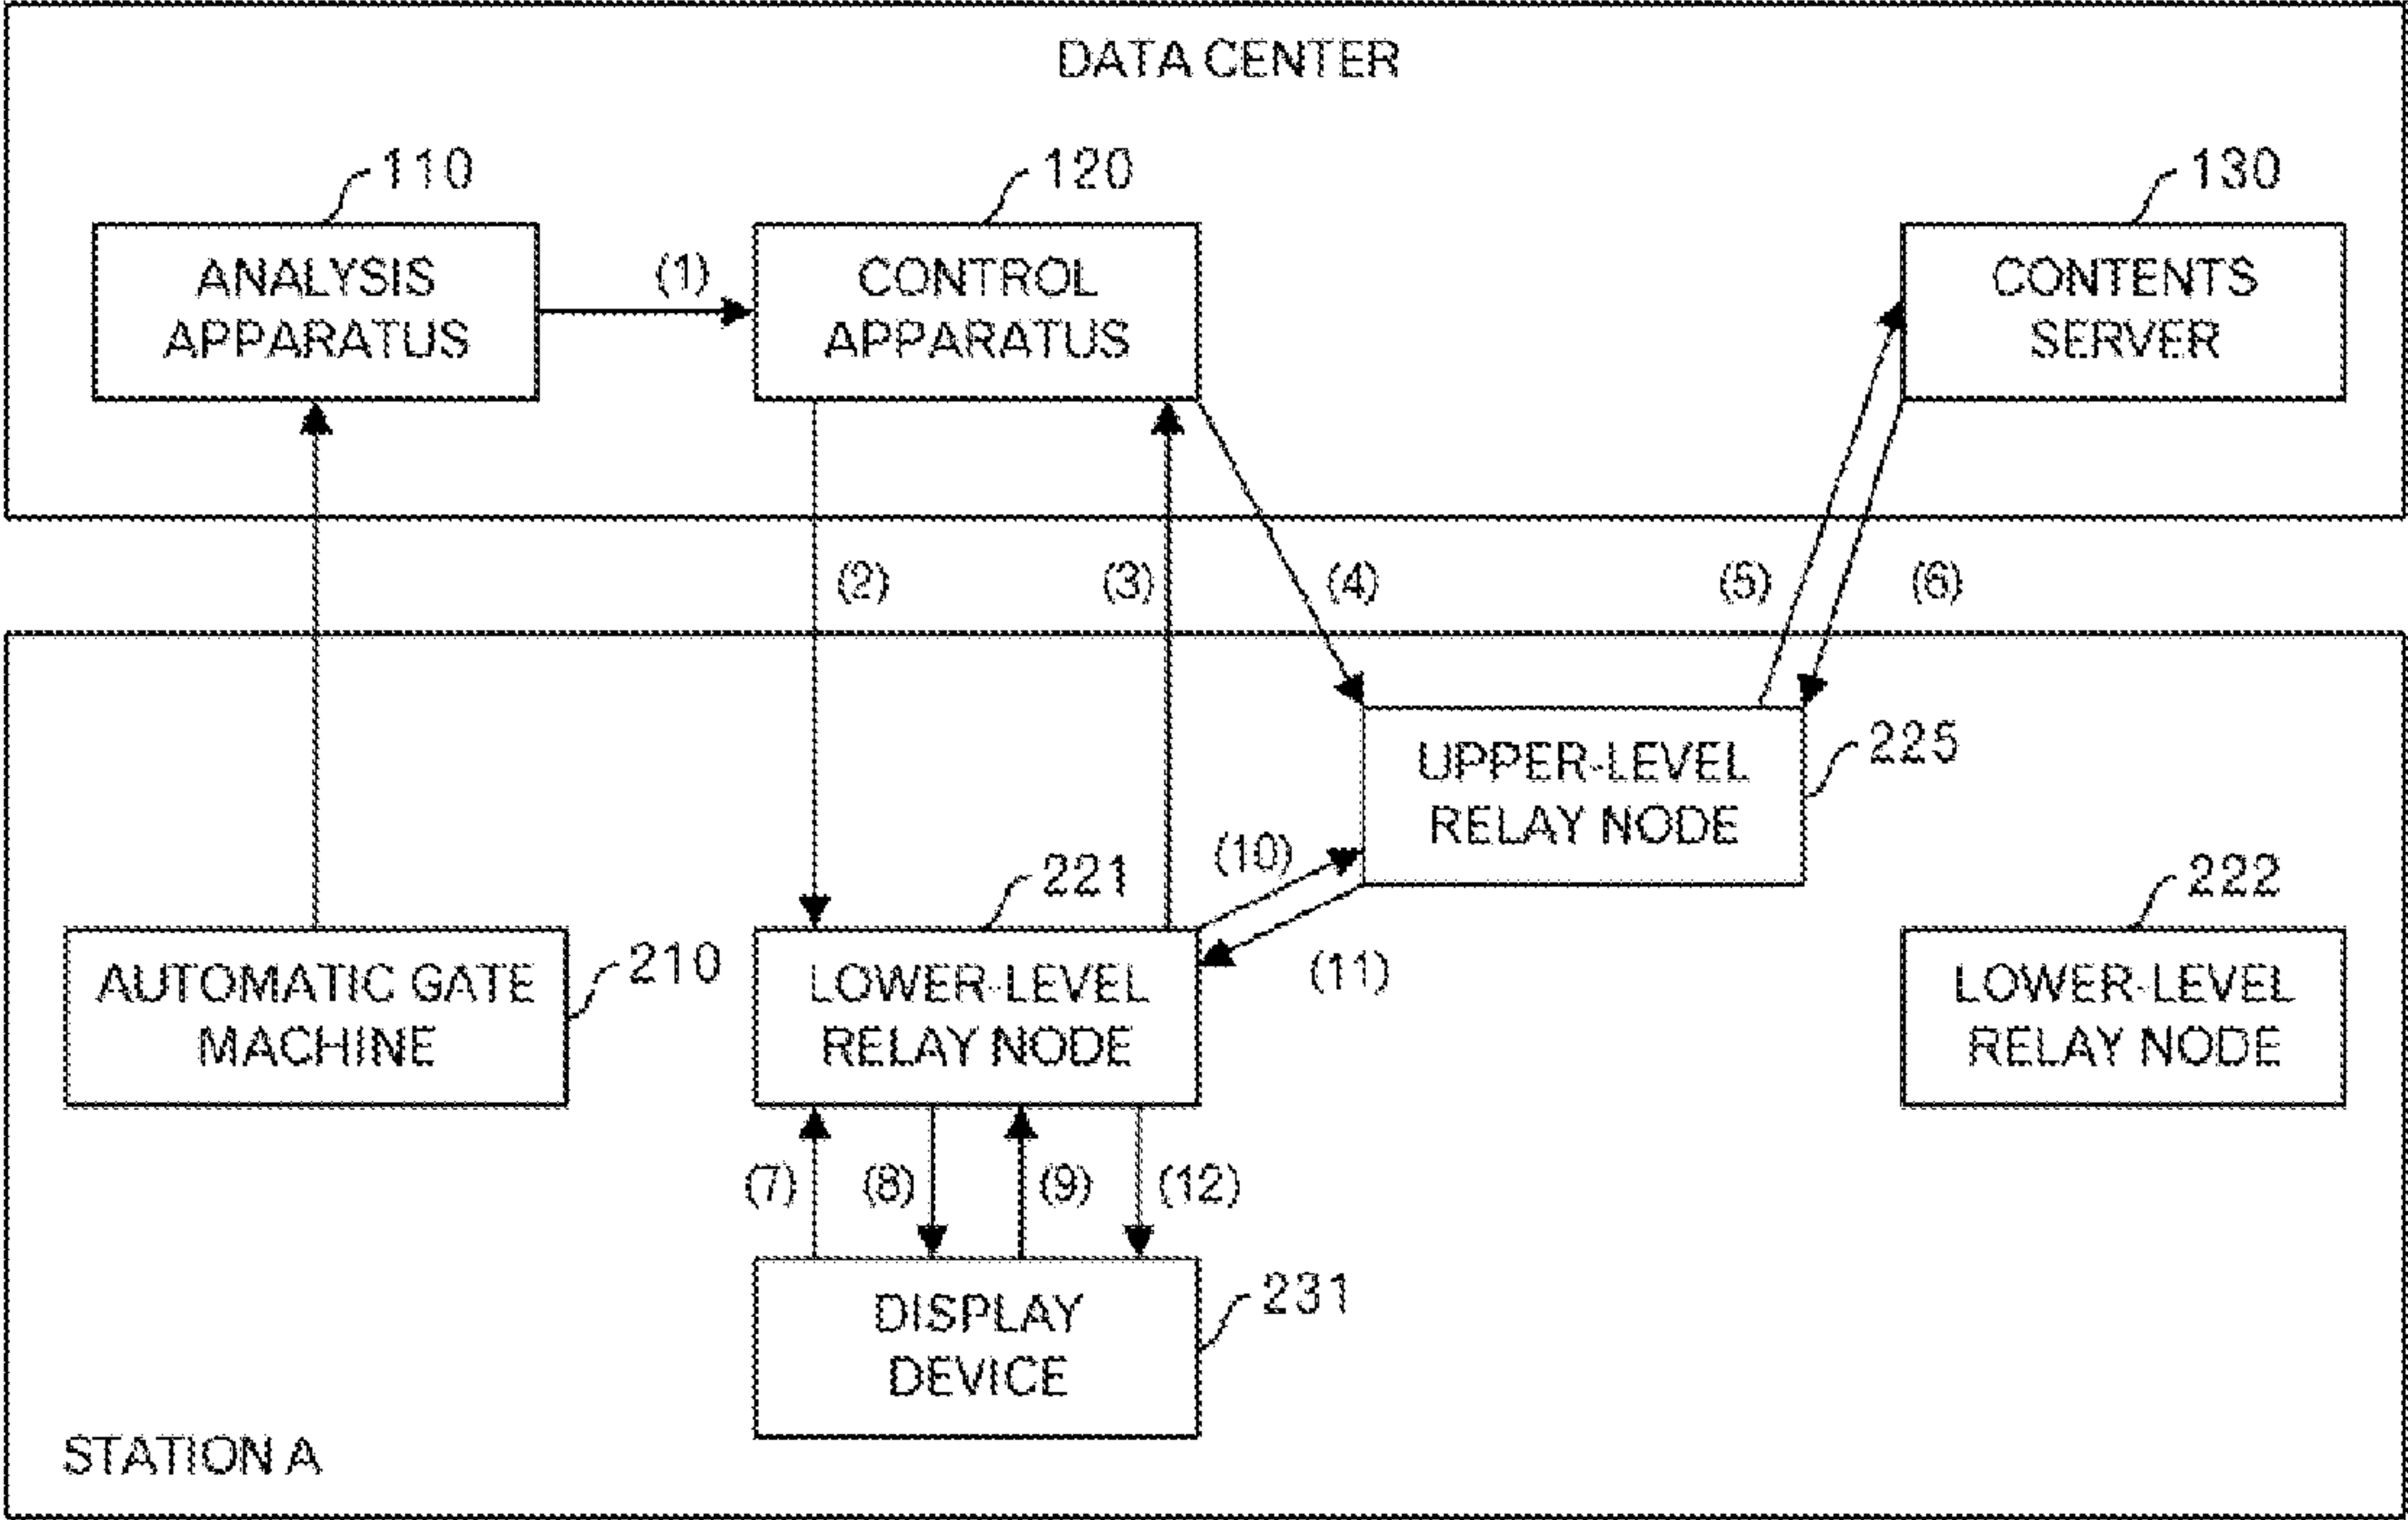 DATA CENTER
110
120
130
ANALYSIS
APPARATUS
(1)
CONTROL
APPARATUS
CONTENTS
SERVER
(2)
(3)
(4)
(5)
(6)
UPPER-LEVEL
RELAY NODE
225
(10)
221
222
AUTOMATIC GATE
MACHINE
210
LOWER-LEVEL
RELAY NODE
(11)
LOWER-LEVEL
RELAY NODE
(7)
(8)
(9)
(12)
DISPLAY
DEVICE
231
STATION A